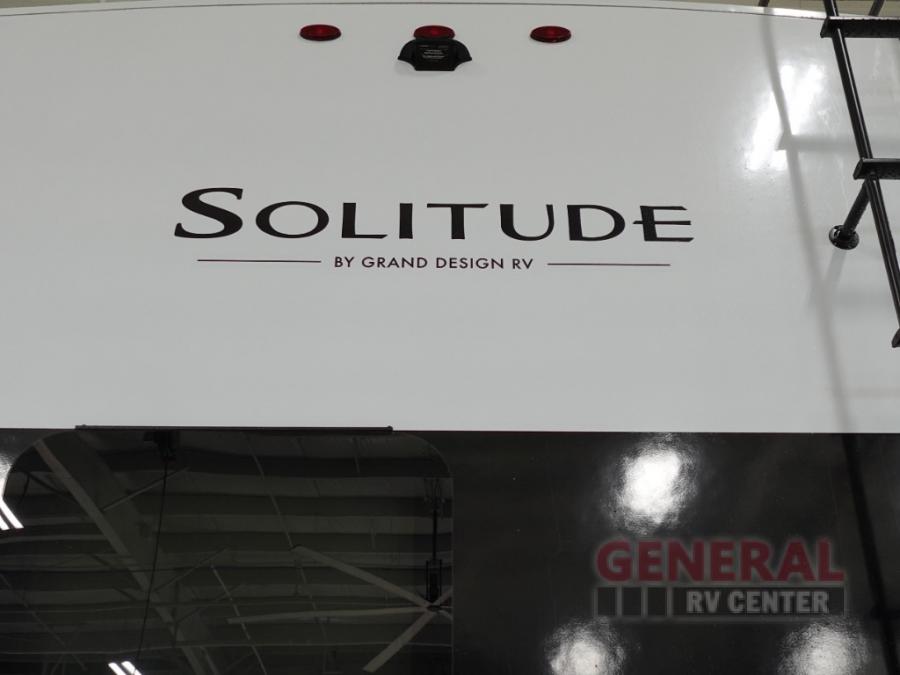 SOLITUDE
BY GRAND DESIGN RV
GENERAL
RV CENTER